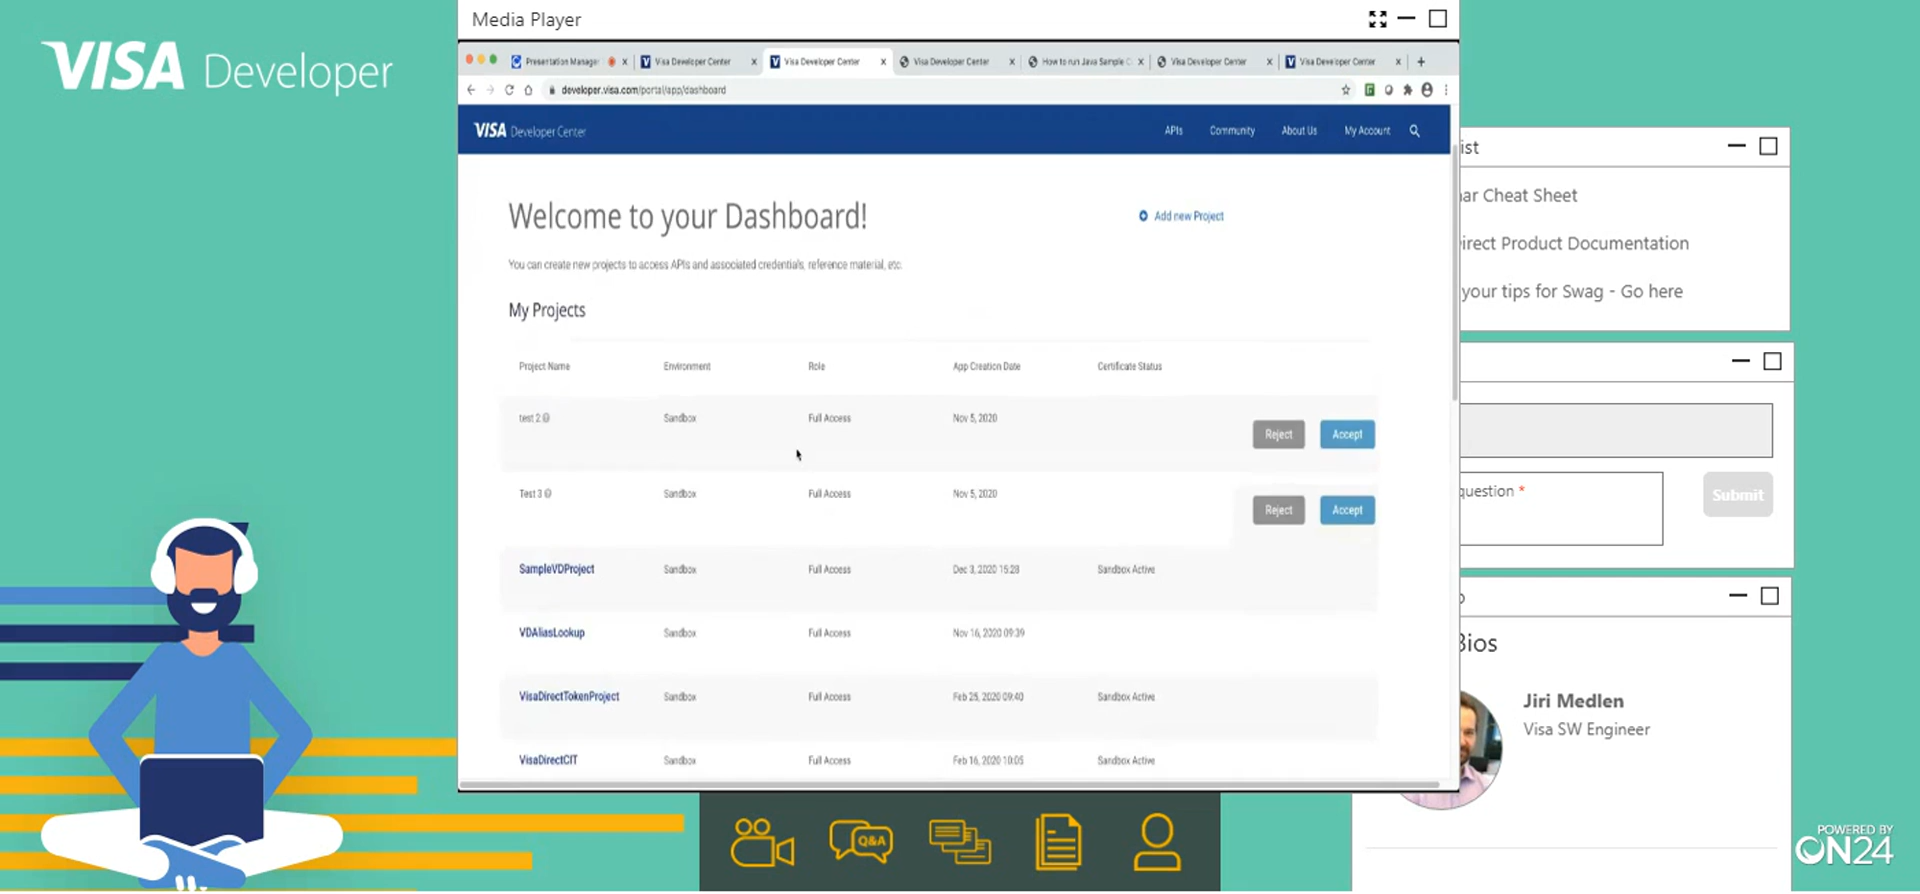 VISA Developer
Media Player
Presentation Manager
Visa Developer Center
Visa Developer Center
Visa Developer Center
How to run Java Sample C
Visa Developer Center
Visa Developer Center
developer.visa.com/portal/app/dashboard
VISA Developer Center
APIs
Community
About Us
My Account
Welcome to your Dashboard!
Add new Project
You can create new projects to access APIs and associated credentials, reference material, etc.
My Projects
Project Name Environment Role App Creation Date Certificate Status
test 2 Sandbox Full Access Nov 5, 2020 Reject Accept
Test 3 Sandbox Full Access Nov 5, 2020 Reject Accept
SampleVDProject Sandbox Full Access Dec 3, 2020 15:28 Sandbox Active
VDAliasLookup Sandbox Full Access Nov 16, 2020 09:39
VisaDirectTokenProject Sandbox Full Access Feb 25, 2020 09:40 Sandbox Active
VisaDirectCIT Sandbox Full Access Feb 16, 2020 10:05 Sandbox Active
ist
ar Cheat Sheet
irect Product Documentation
your tips for Swag - Go here
question *
Submit
Bios
Jiri Medlen
Visa SW Engineer
Q&A
POWERED BY
ON24